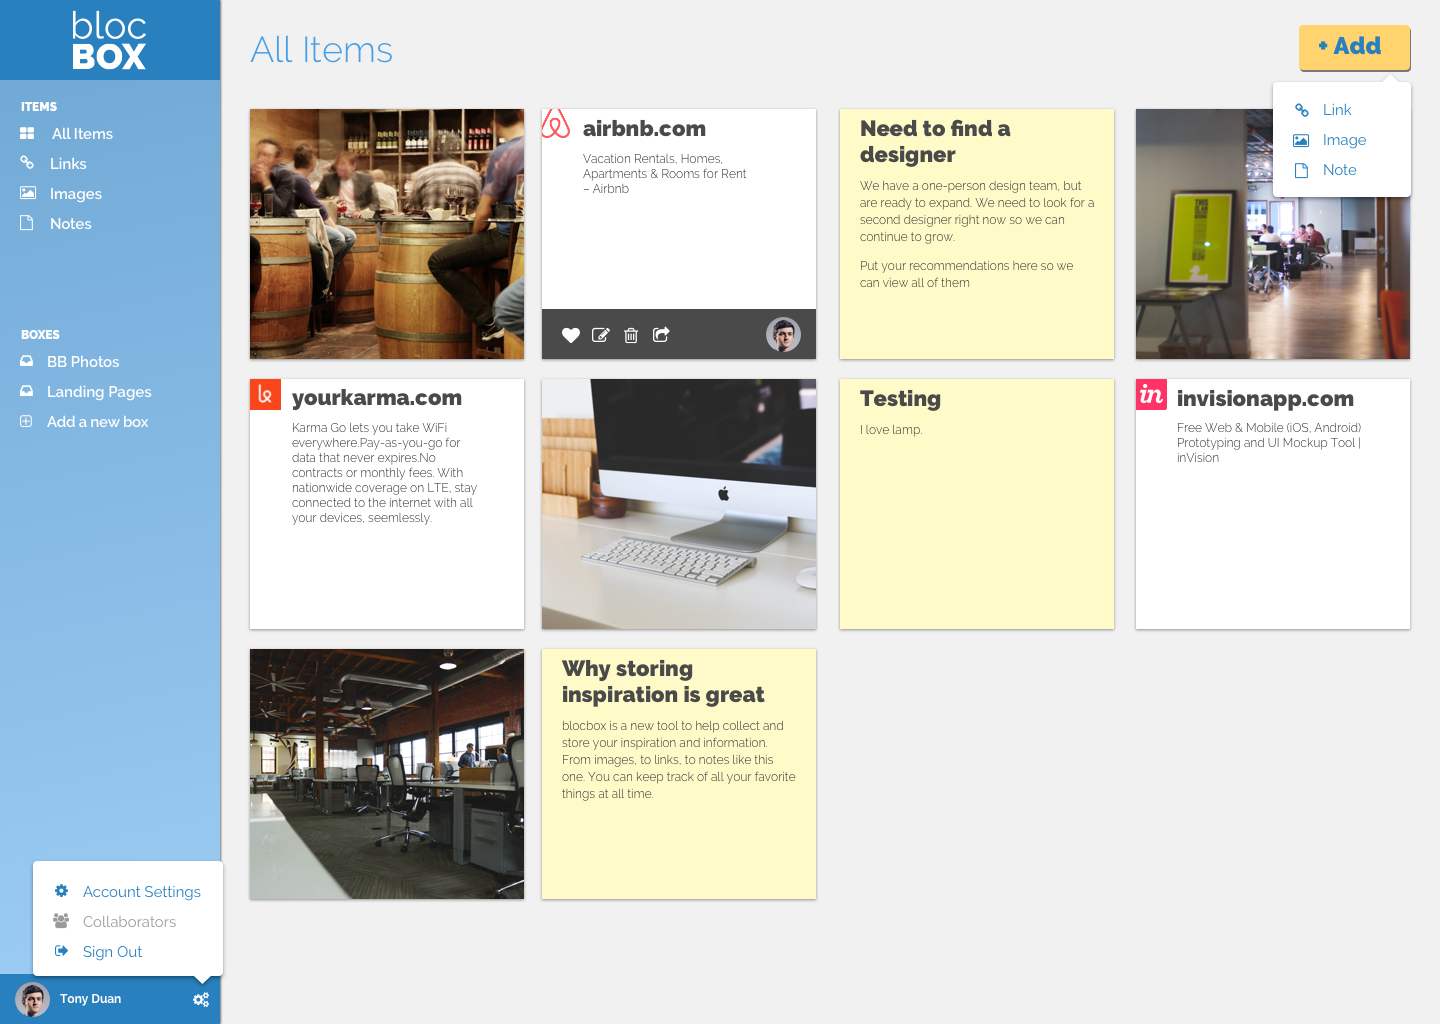 bloc
BOX
ITEMS
All Items
Links
Images
Notes
BOXES
BB Photos
Landing Pages
Add a new box
Account Settings
Collaborators
Sign Out
Tony Duan
All Items
+ Add
Link
Image
Note
airbnb.com
Vacation Rentals, Homes,
Apartments & Rooms for Rent
– Airbnb
Need to find a
designer
We have a one-person design team, but
are ready to expand. We need to look for a
second designer right now so we can
continue to grow.
Put your recommendations here so we
can view all of them
THIS
IS AN
yourkarma.com
Karma Go lets you take WiFi
everywhere.Pay-as-you-go for
data that never expires.No
contracts or monthly fees. With
nationwide coverage on LTE, stay
connected to the internet with all
your devices, seemlessly.
Testing
I love lamp.
in
invisionapp.com
Free Web & Mobile (iOS, Android)
Prototyping and UI Mockup Tool |
inVision
Why storing
inspiration is great
blocbox is a new tool to help collect and
store your inspiration and information.
From images, to links, to notes like this
one. You can keep track of all your favorite
things at all time.